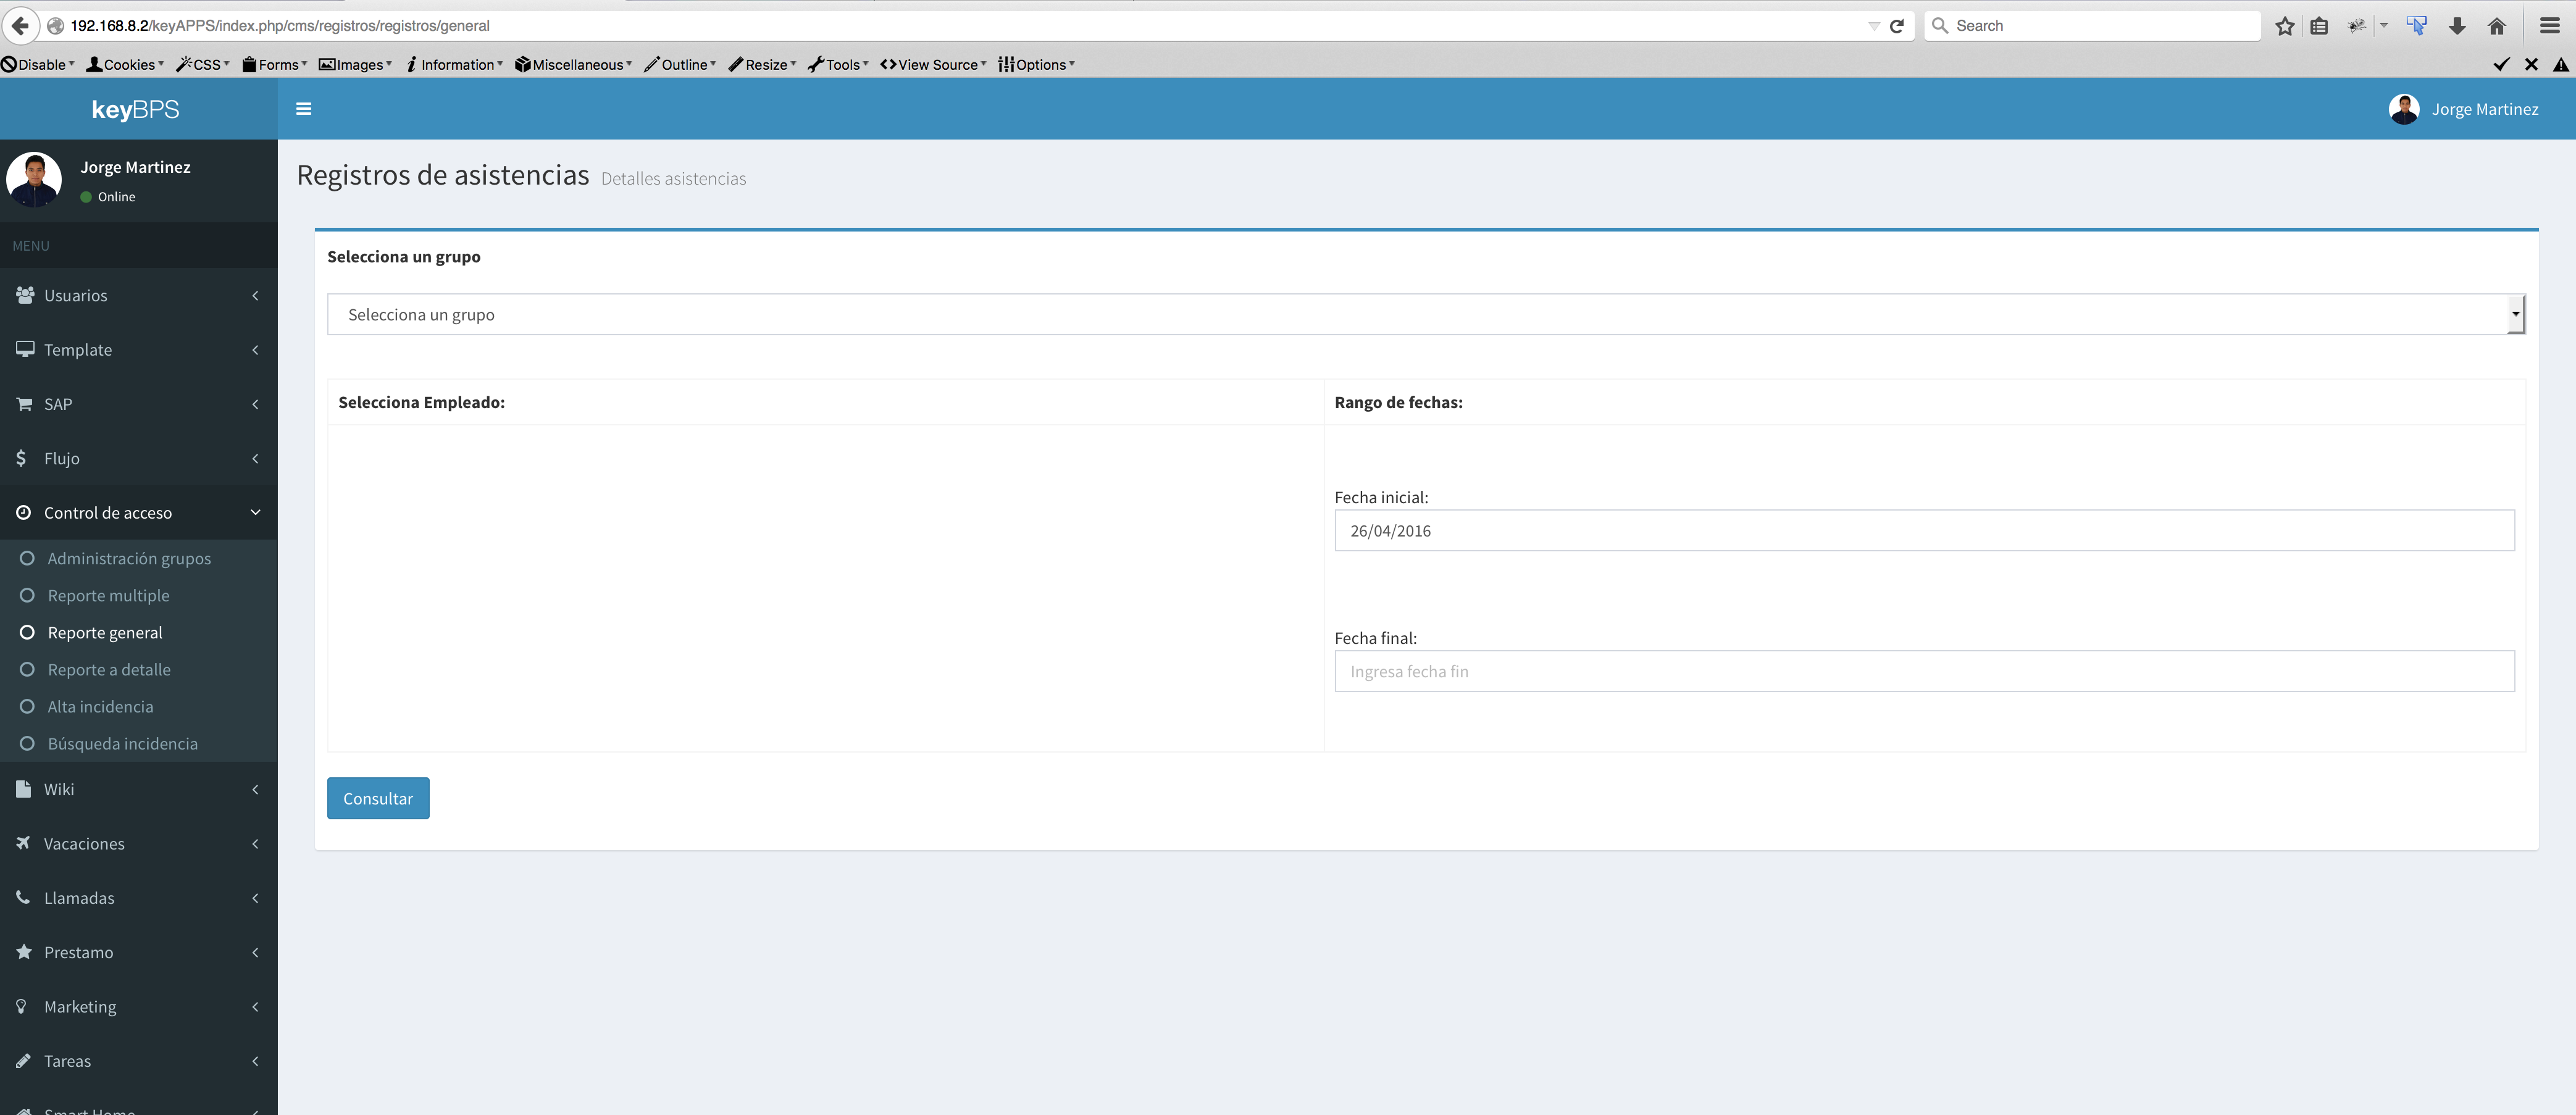 192.168.8.2/keyAPPS/index.php/cms/registros/registros/general
Search
Disable Cookies CSS Forms Images Information Miscellaneous Outline Resize Tools View Source Options
keyBPS
Jorge Martinez
Jorge Martinez
Online
MENU
Usuarios
Template
SAP
Flujo
Control de acceso
Administración grupos
Reporte multiple
Reporte general
Reporte a detalle
Alta incidencia
Búsqueda incidencia
Wiki
Vacaciones
Llamadas
Prestamo
Marketing
Tareas
Smart Home
Registros de asistencias Detalles asistencias
Selecciona un grupo
Selecciona un grupo
Selecciona Empleado:
Rango de fechas:
Fecha inicial:
26/04/2016
Fecha final:
Ingresa fecha fin
Consultar